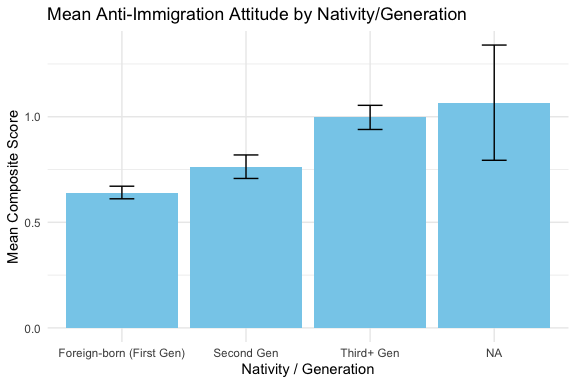 Mean Anti-Immigration Attitude by Nativity/Generation
Mean Composite Score
1.0
0.5
0.0
Foreign-born (First Gen) Second Gen Third+ Gen NA
Nativity / Generation